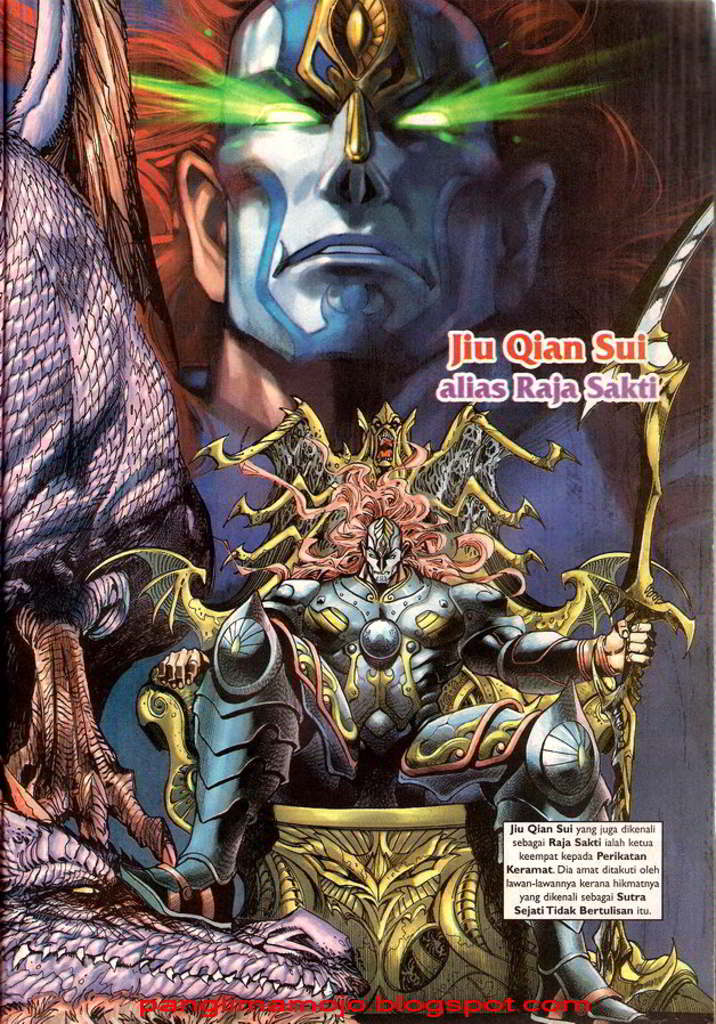 Jiu Qian Sui
alias Raja Sakti
Jiu Qian Sui yang juga dikenali
sebagai Raja Sakti ialah ketua
keempat kepada Perikatan
Keramat. Dia amat ditakuti oleh
lawan-lawannya kerana hikmatnya
yang dikenali sebagai Sutra
Sejati Tidak Bertulisan itu.
panglimamojo.blogspot.com